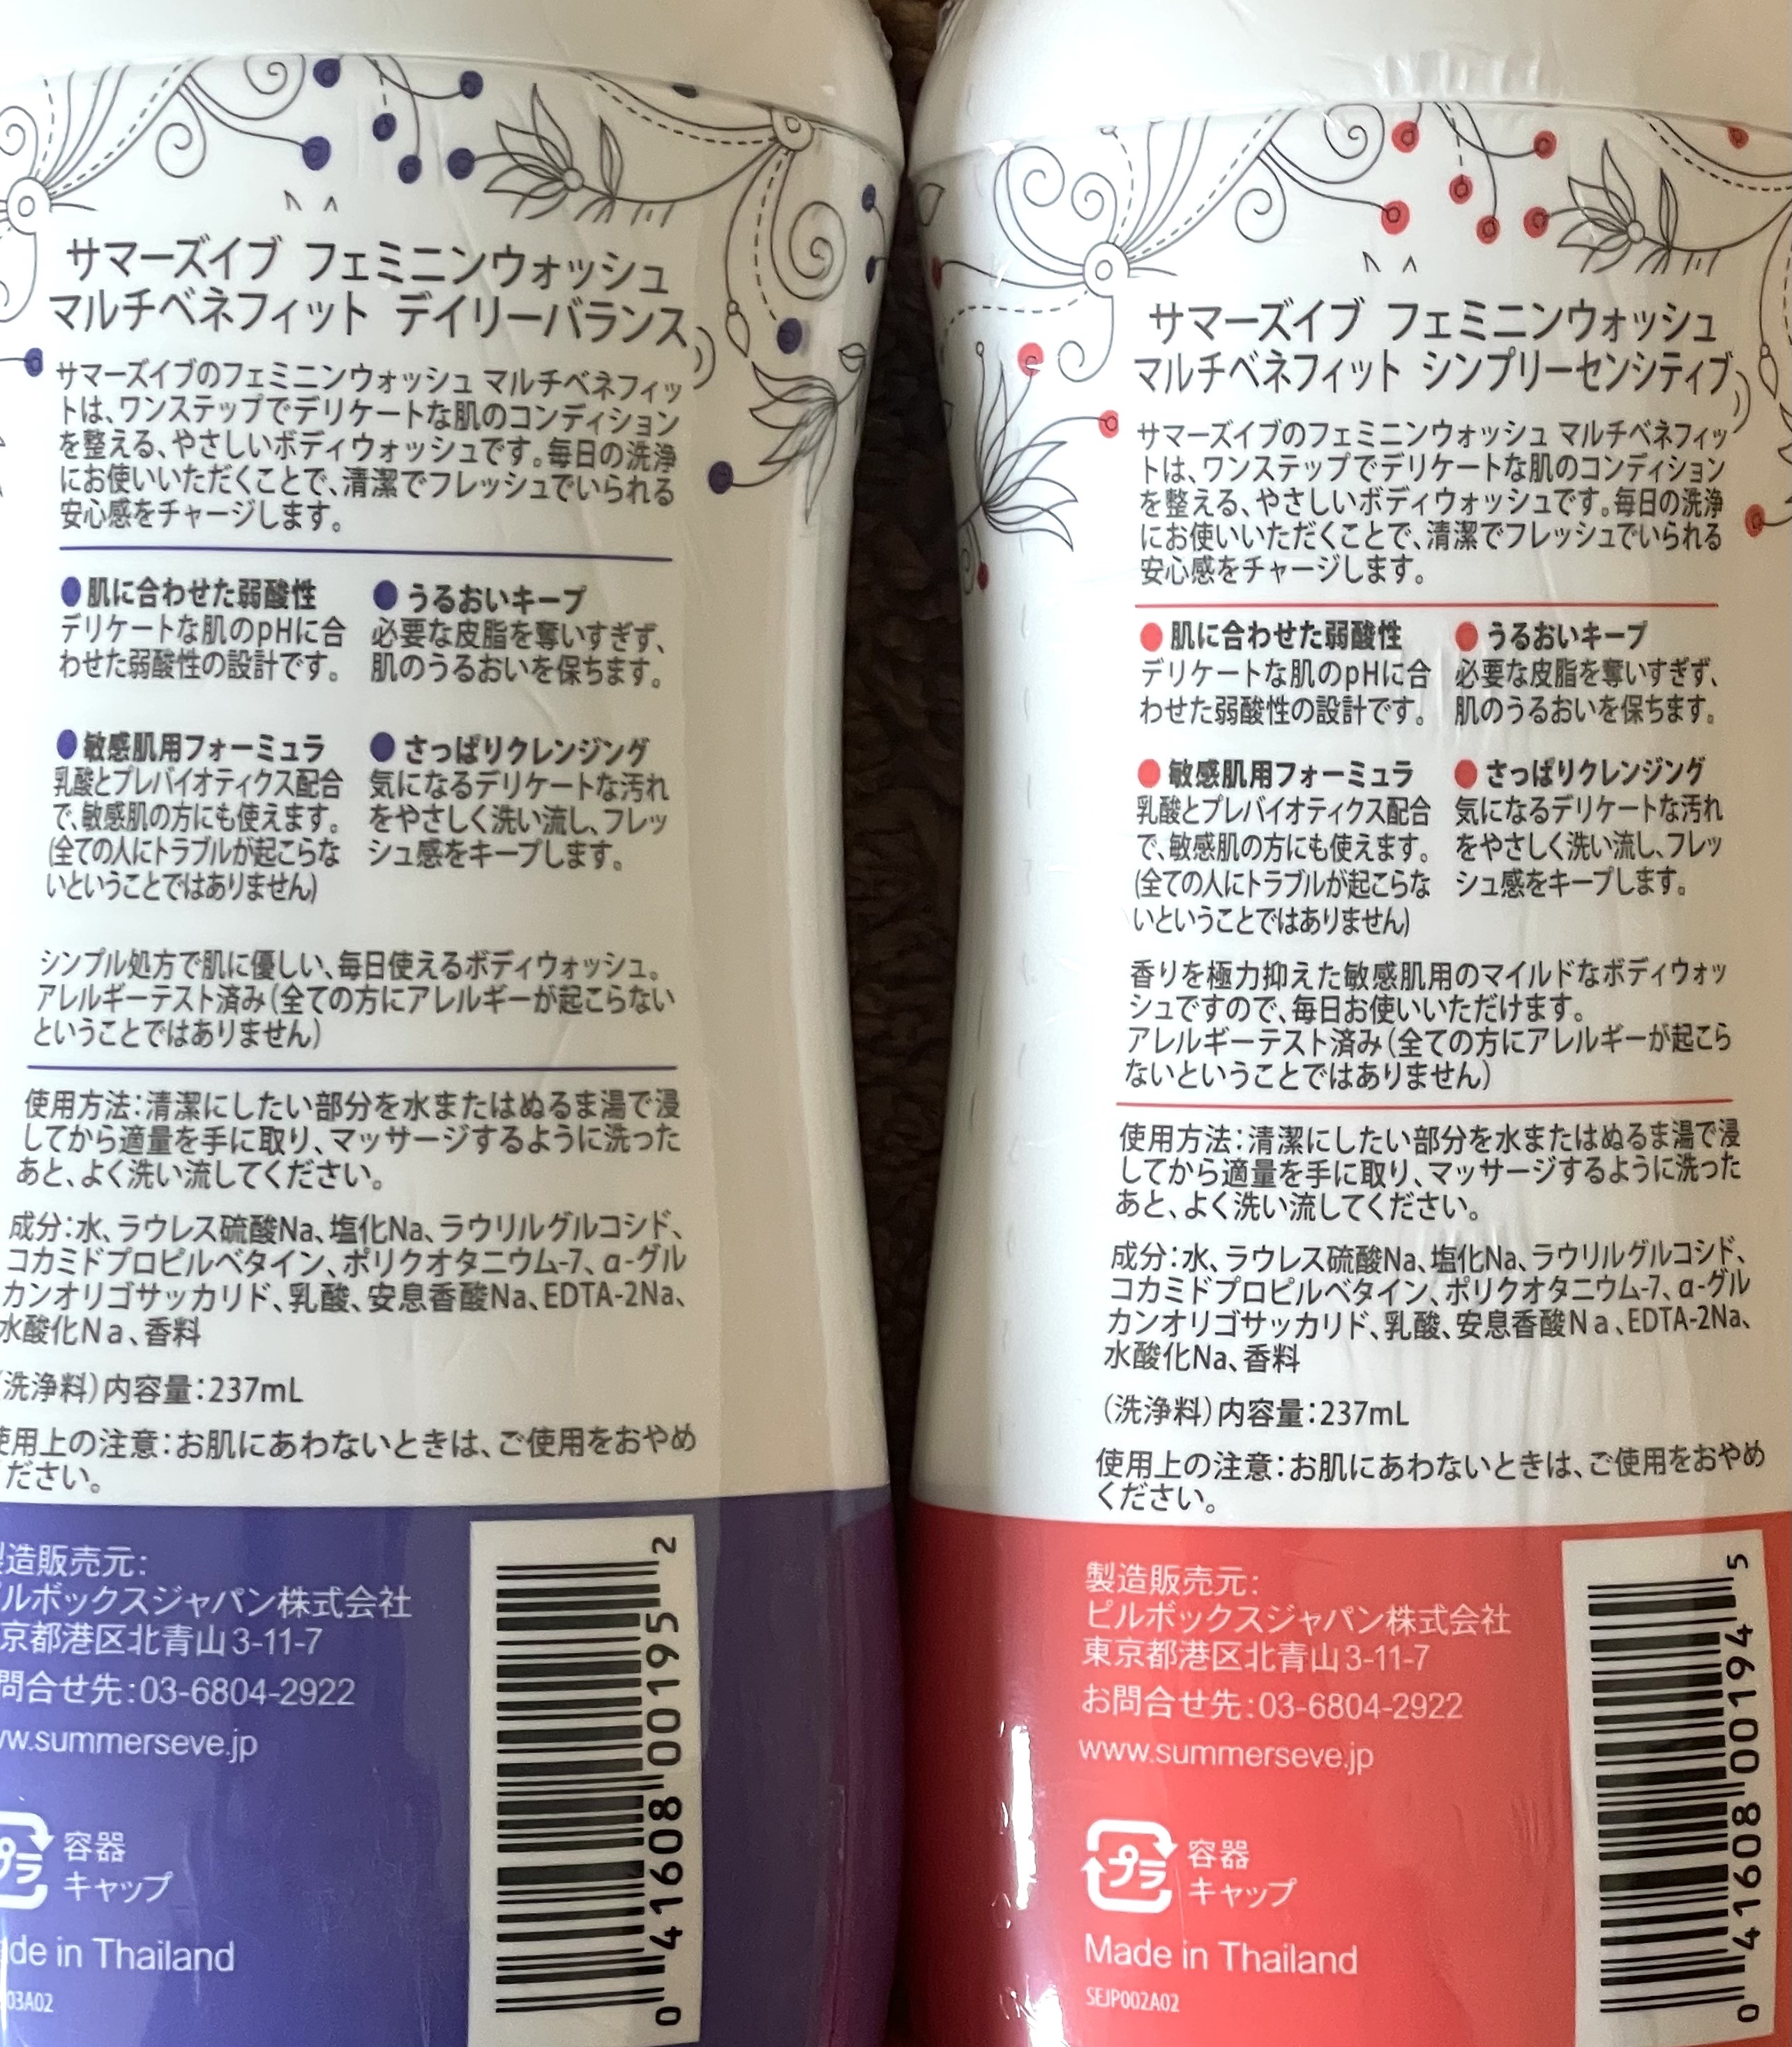 サマーズイブ フェミニンウォッシュ
マルチベネフィット デイリーバランス
サマーズイブのフェミニンウォッシュ マルチベネフィッ
トは、ワンステップでデリケートな肌のコンディション
を整える、やさしいボディウォッシュです。毎日の洗浄
にお使いいただくことで、清潔でフレッシュでいられる
安心感をチャージします。
●肌に合わせた弱酸性
デリケートな肌のpHに合
わせた弱酸性の設計です。
●うるおいキープ
必要な皮脂を奪いすぎず、
肌のうるおいを保ちます。
●敏感肌用フォーミュラ
乳酸とプレバイオティクス配合
で、敏感肌の方にも使えます。
(全ての人にトラブルが起こらな
いということではありません)
●さっぱりクレンジング
気になるデリケートな汚れ
をやさしく洗い流し、フレッ
シュ感をキープします。
シンプル処方で肌に優しい、毎日使えるボディウォッシュ。
アレルギーテスト済み(全ての方にアレルギーが起こらない
ということではありません)
使用方法:清潔にしたい部分を水またはぬるま湯で浸
してから適量を手に取り、マッサージするように洗った
あと、よく洗い流してください。
成分:水、ラウレス硫酸Na、塩化Na、ラウリルグルコシド、
コカミドプロピルベタイン、ポリクオタニウム-7、α-グル
カンオリゴサッカリド、乳酸、安息香酸Na、EDTA-2Na、
水酸化Ｎａ、香料
(洗浄料)内容量:237mL
使用上の注意:お肌にあわないときは、ご使用をおやめ
ださい。
造販売元:
ルボックスジャパン株式会社
京都港区北青山3-11-7
問合せ先:03-6804-2922
w.summerseve.jp
プラ
容器
キャップ
de in Thailand
03A02
0 41608 00195 2
サマーズイブ フェミニンウォッシュ
マルチベネフィット シンプリーセンシティブ
サマーズイブのフェミニンウォッシュ マルチベネフィッ
トは、ワンステップでデリケートな肌のコンディション
を整える、やさしいボディウォッシュです。毎日の洗浄
にお使いいただくことで、清潔でフレッシュでいられる
安心感をチャージします。
●肌に合わせた弱酸性
デリケートな肌のpHに合
わせた弱酸性の設計です。
●うるおいキープ
必要な皮脂を奪いすぎず、
肌のうるおいを保ちます。
●敏感肌用フォーミュラ
乳酸とプレバイオティクス配合
で、敏感肌の方にも使えます。
(全ての人にトラブルが起こらな
いということではありません)
●さっぱりクレンジング
気になるデリケートな汚れ
をやさしく洗い流し、フレッ
シュ感をキープします。
香りを極力抑えた敏感肌用のマイルドなボディウォッ
シュですので、毎日お使いいただけます。
アレルギーテスト済み(全ての方にアレルギーが起こら
ないということではありません)
使用方法:清潔にしたい部分を水またはぬるま湯で浸
してから適量を手に取り、マッサージするように洗った
あと、よく洗い流してください。
成分:水、ラウレス硫酸Na、塩化Na、ラウリルグルコシド、
コカミドプロピルベタイン、ポリクオタニウム-7、α-グル
カンオリゴサッカリド、乳酸、安息香酸Ｎａ、EDTA-2Na、
水酸化Na、香料
(洗浄料)内容量:237mL
使用上の注意:お肌にあわないときは、ご使用をおやめ
ください。
製造販売元:
ピルボックスジャパン株式会社
東京都港区北青山3-11-7
お問合せ先:03-6804-2922
www.summerseve.jp
プラ
容器
キャップ
Made in Thailand
SEJP002A02
0 41608 00194 5